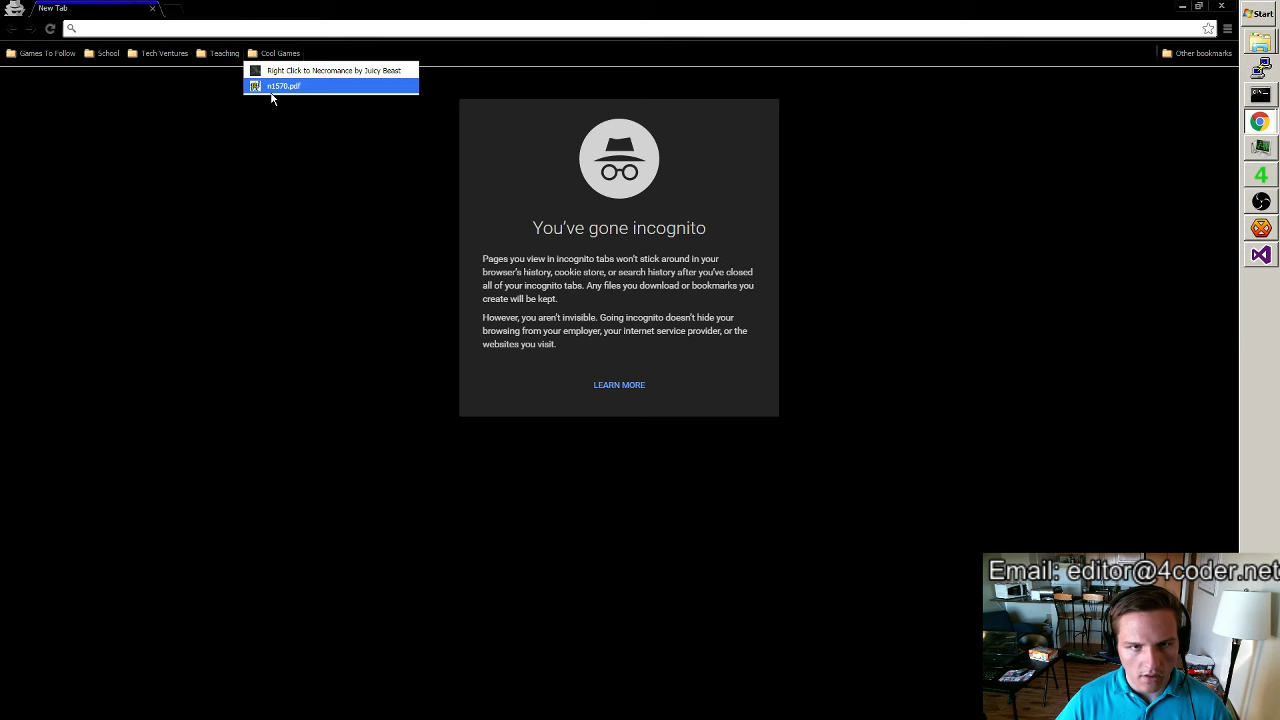 New Tab
Start
Games To Follow School Tech Ventures Teaching Cool Games Other bookmarks
Right Click to Necromance by Juicy Beast
n1570.pdf
You've gone incognito
Pages you view in incognito tabs won't stick around in your
browser's history, cookie store, or search history after you've closed
all of your incognito tabs. Any files you download or bookmarks you
create will be kept.
However, you aren't invisible. Going incognito doesn't hide your
browsing from your employer, your internet service provider, or the
websites you visit.
LEARN MORE
4
Email: editor@4coder.net